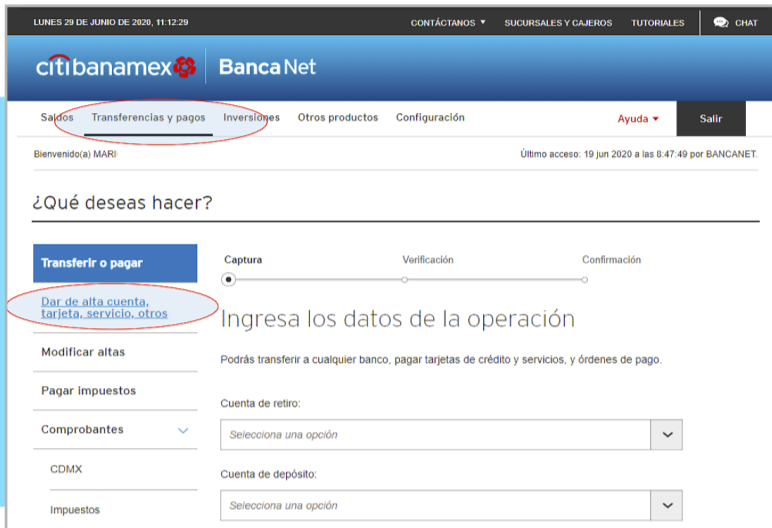 LUNES 29 DE JUNIO DE 2020, 11:12:29
CONTÁCTANOS ▼ SUCURSALES Y CAJEROS TUTORIALES CHAT
citibanamex BancaNet
Saldos Transferencias y pagos Inversiones Otros productos Configuración Ayuda ▼ Salir
Bienvenido(a) MARI
Último acceso: 19 jun 2020 a las 8:47:49 por BANCANET.
¿Qué deseas hacer?
Transferir o pagar
Dar de alta cuenta,
tarjeta, servicio, otros
Modificar altas
Pagar impuestos
Comprobantes
CDMX
Impuestos
Captura Verificación Confirmación
Ingresa los datos de la operación
Podrás transferir a cualquier banco, pagar tarjetas de crédito y servicios, y órdenes de pago.
Cuenta de retiro:
Selecciona una opción
Cuenta de depósito:
Selecciona una opción